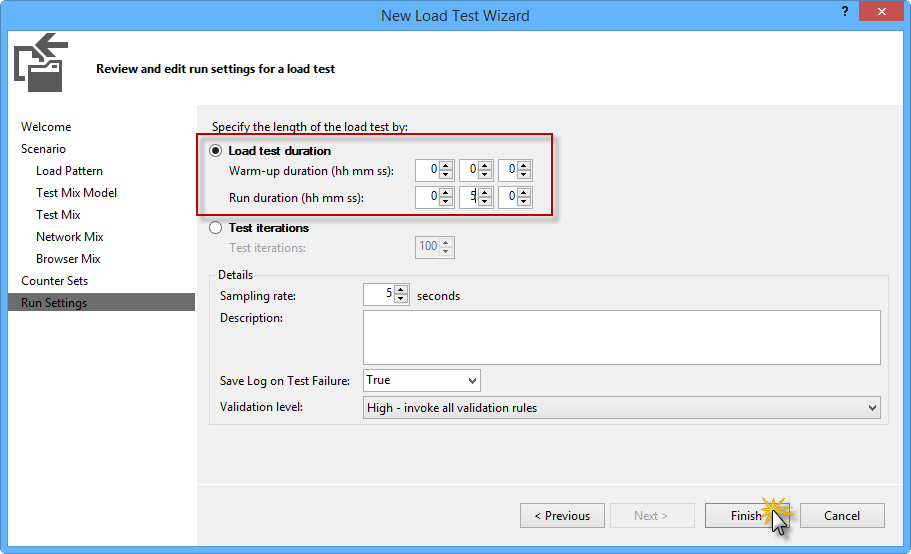 New Load Test Wizard
?
Review and edit run settings for a load test
Welcome
Scenario
Load Pattern
Test Mix Model
Test Mix
Network Mix
Browser Mix
Counter Sets
Run Settings
Specify the length of the load test by:
Load test duration
Warm-up duration (hh mm ss): 0 0 0
Run duration (hh mm ss): 0 5 0
Test iterations
Test iterations: 100
Details
Sampling rate: 5 seconds
Description:
Save Log on Test Failure: True
Validation level: High - invoke all validation rules
< Previous Next > Finish Cancel